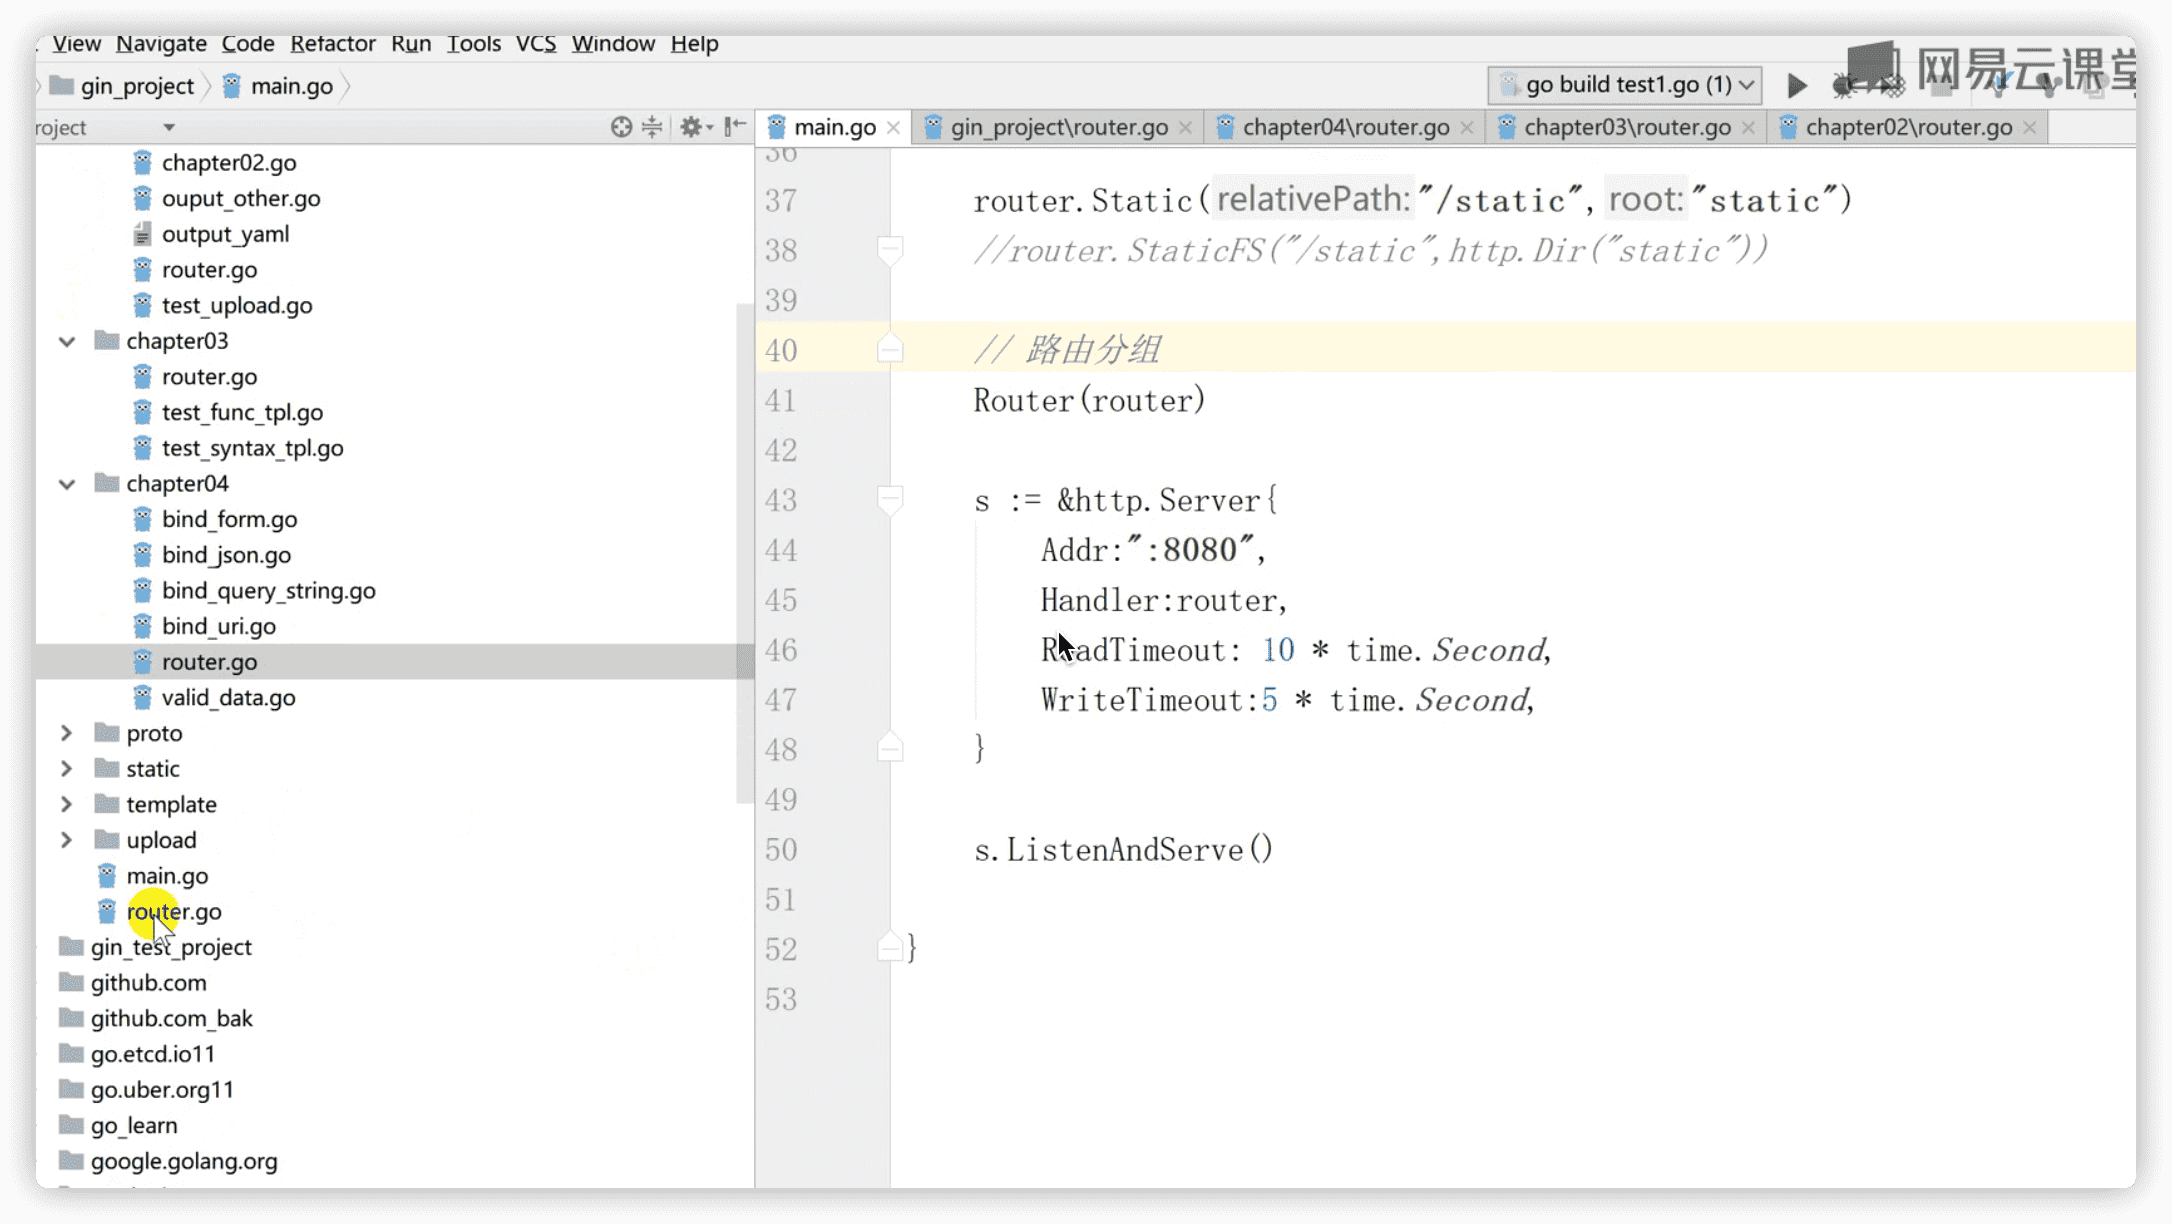 View Navigate Code Refactor Run Tools VCS Window Help
gin_project main.go go build test1.go (1) 网易云课堂
roject main.go gin_project\router.go chapter04\router.go chapter03\router.go chapter02\router.go
chapter02.go
ouput_other.go
output_yaml
router.go
test_upload.go
chapter03
router.go
test_func_tpl.go
test_syntax_tpl.go
chapter04
bind_form.go
bind_json.go
bind_query_string.go
bind_uri.go
router.go
valid_data.go
proto
static
template
upload
main.go
router.go
gin_test_project
github.com
github.com_bak
go.etcd.io11
go.uber.org11
go_learn
google.golang.org
36
37 router.Static(relativePath:"/static", root:"static")
38 //router.StaticFS("/static",http.Dir("static"))
39
40 // 路由分组
41 Router(router)
42
43 s := &http.Server{
44 Addr:":8080",
45 Handler:router,
46 ReadTimeout: 10 * time.Second,
47 WriteTimeout:5 * time.Second,
48 }
49
50 s.ListenAndServe()
51
52 }
53